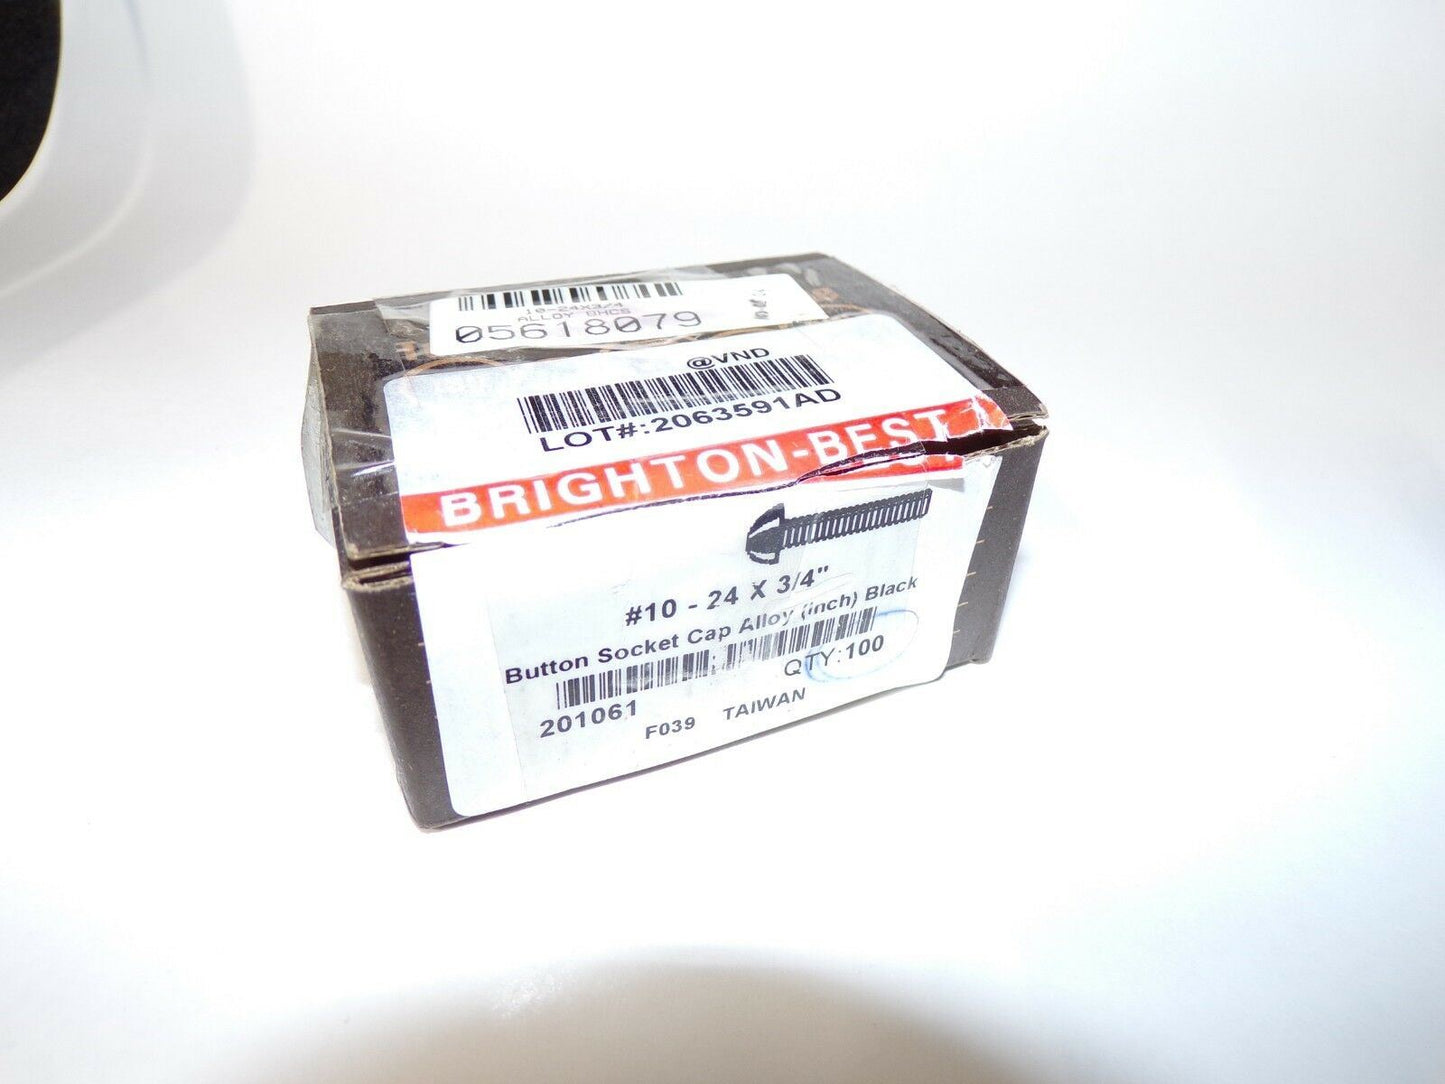 10-24X3/4
ALLOY BHCS
05618079
@VND
LOT#:2063591AD
BRIGHTON-BEST
#10 - 24 X 3/4"
Button Socket Cap Alloy (inch) Black
QTY:100
201061
F039 TAIWAN